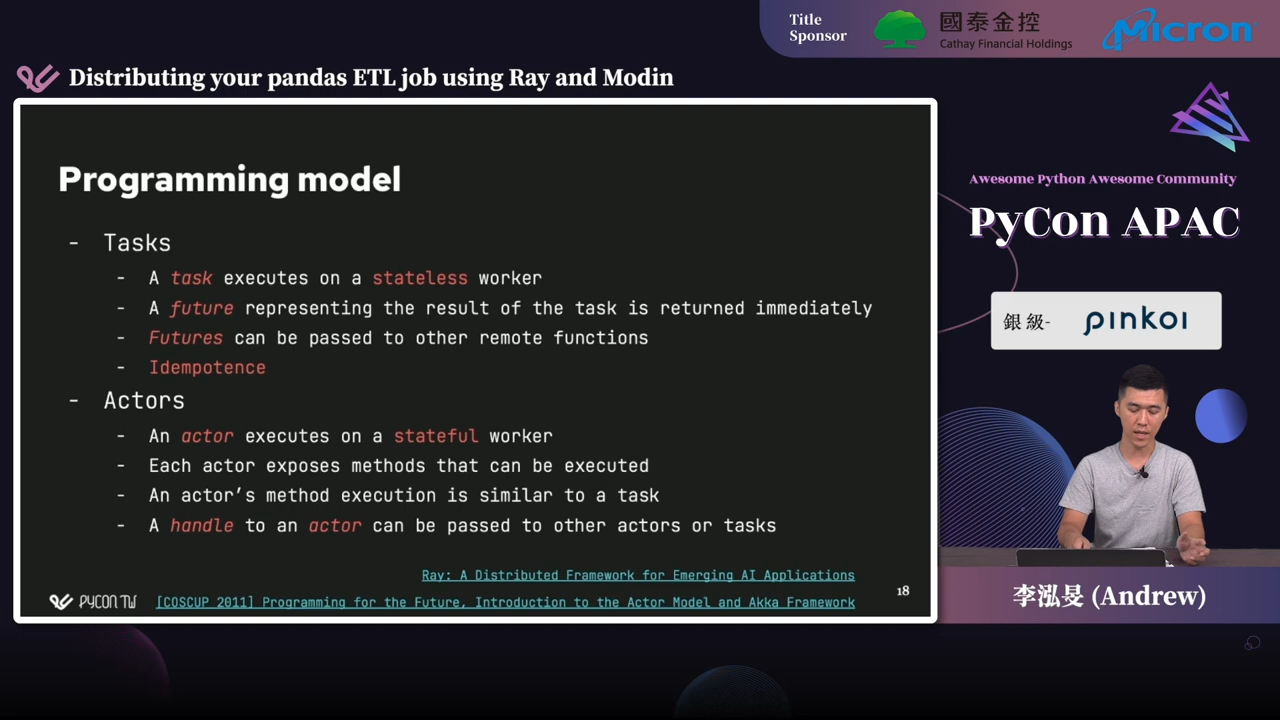 Title
Sponsor
國泰金控
Cathay Financial Holdings
Micron
Distributing your pandas ETL job using Ray and Modin
Programming model
- Tasks
- A task executes on a stateless worker
- A future representing the result of the task is returned immediately
- Futures can be passed to other remote functions
- Idempotence
- Actors
- An actor executes on a stateful worker
- Each actor exposes methods that can be executed
- An actor’s method execution is similar to a task
- A handle to an actor can be passed to other actors or tasks
Ray: A Distributed Framework for Emerging AI Applications
[COSCUP 2011] Programming for the Future, Introduction to the Actor Model and Akka Framework
PYCON TW
18
Awesome Python Awesome Community
PyCon APAC
銀級-
pinkoi
李泓旻 (Andrew)